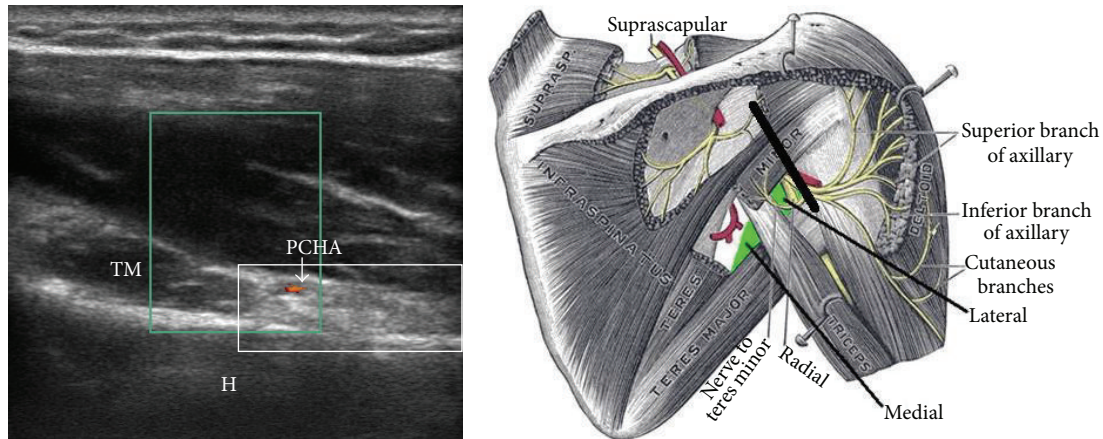 PCHA
TM
H
Suprascapular
SUPRASP.
INFRASPINATUS
MINOR
TERES
TERES MAJOR
TRICEPS
DELTOID
Superior branch
of axillary
Inferior branch
of axillary
Cutaneous
branches
Lateral
Nerve to
teres minor
Radial
Medial